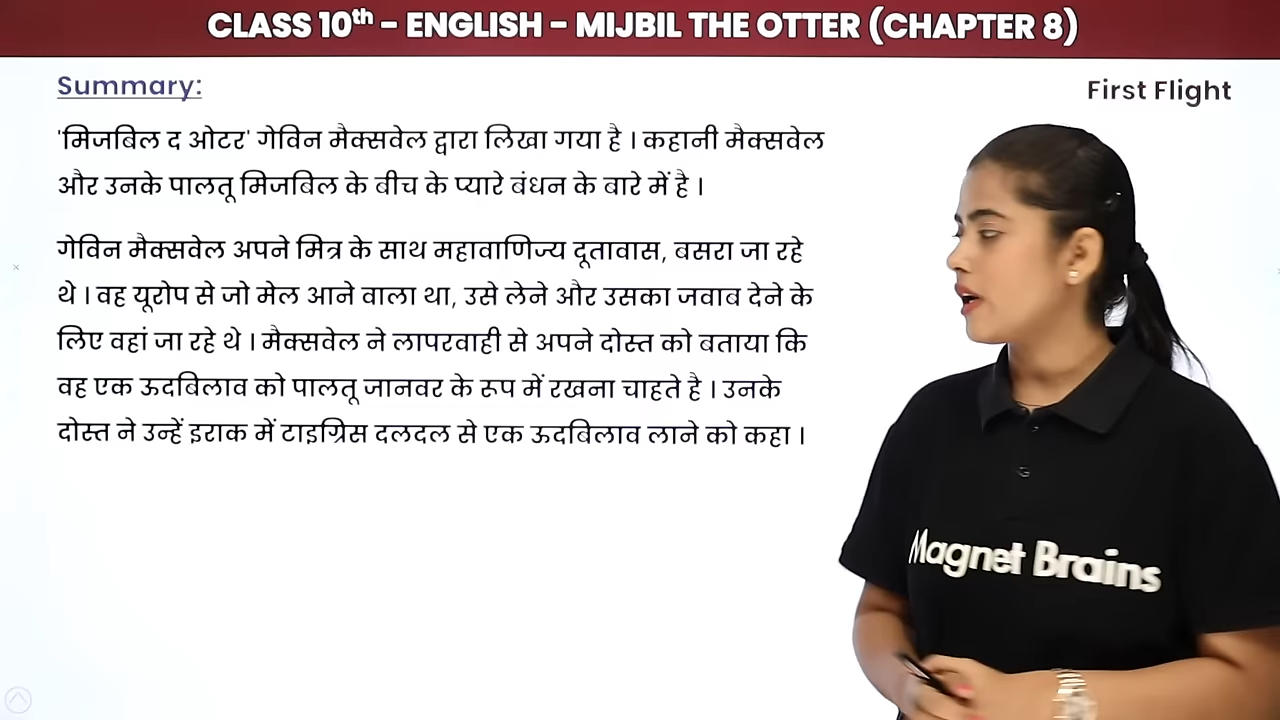 CLASS 10th - ENGLISH - MIJBIL THE OTTER (CHAPTER 8)
Summary:
First Flight
'मिजबिल द ओटर' गेविन मैक्सवेल द्वारा लिखा गया है । कहानी मैक्सवेल
और उनके पालतू मिजबिल के बीच के प्यारे बंधन के बारे में है ।
गेविन मैक्सवेल अपने मित्र के साथ महावाणिज्य दूतावास, बसरा जा रहे
थे । वह यूरोप से जो मेल आने वाला था, उसे लेने और उसका जवाब देने के
लिए वहां जा रहे थे । मैक्सवेल ने लापरवाही से अपने दोस्त को बताया कि
वह एक ऊदबिलाव को पालतू जानवर के रूप में रखना चाहते है । उनके
दोस्त ने उन्हें इराक में टाइग्रिस दलदल से एक ऊदबिलाव लाने को कहा ।
Magnet Brains